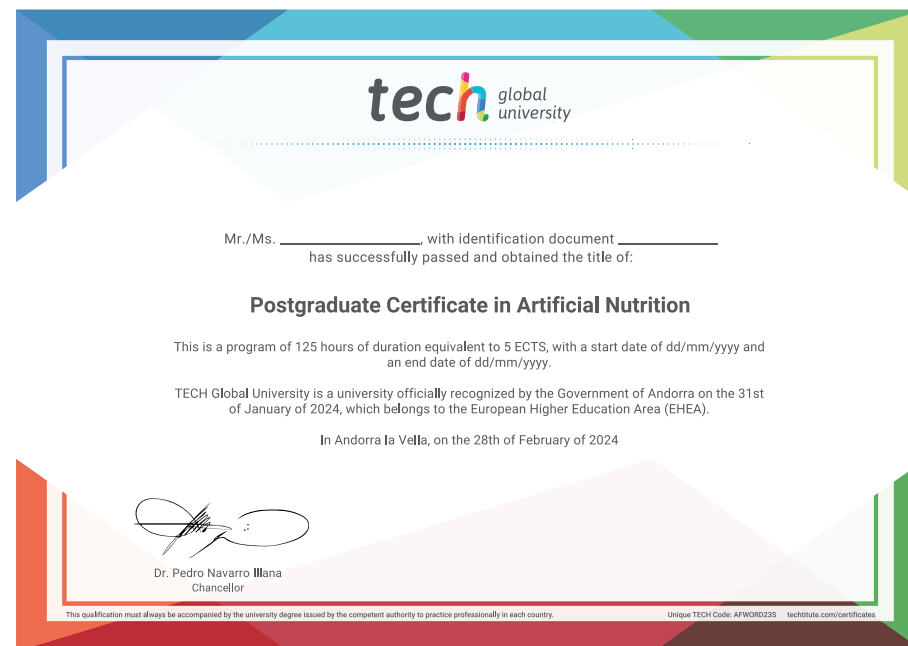 tech global university
Mr./Ms. ____________________, with identification document ______________
has successfully passed and obtained the title of:
Postgraduate Certificate in Artificial Nutrition
This is a program of 125 hours of duration equivalent to 5 ECTS, with a start date of dd/mm/yyyy and
an end date of dd/mm/yyyy.
TECH Global University is a university officially recognized by the Government of Andorra on the 31st
of January of 2024, which belongs to the European Higher Education Area (EHEA).
In Andorra la Vella, on the 28th of February of 2024
Dr. Pedro Navarro Illana
Chancellor
This qualification must always be accompanied by the university degree issued by the competent authority to practice professionally in each country.
Unique TECH Code: AFWORD23S techtitute.com/certificates